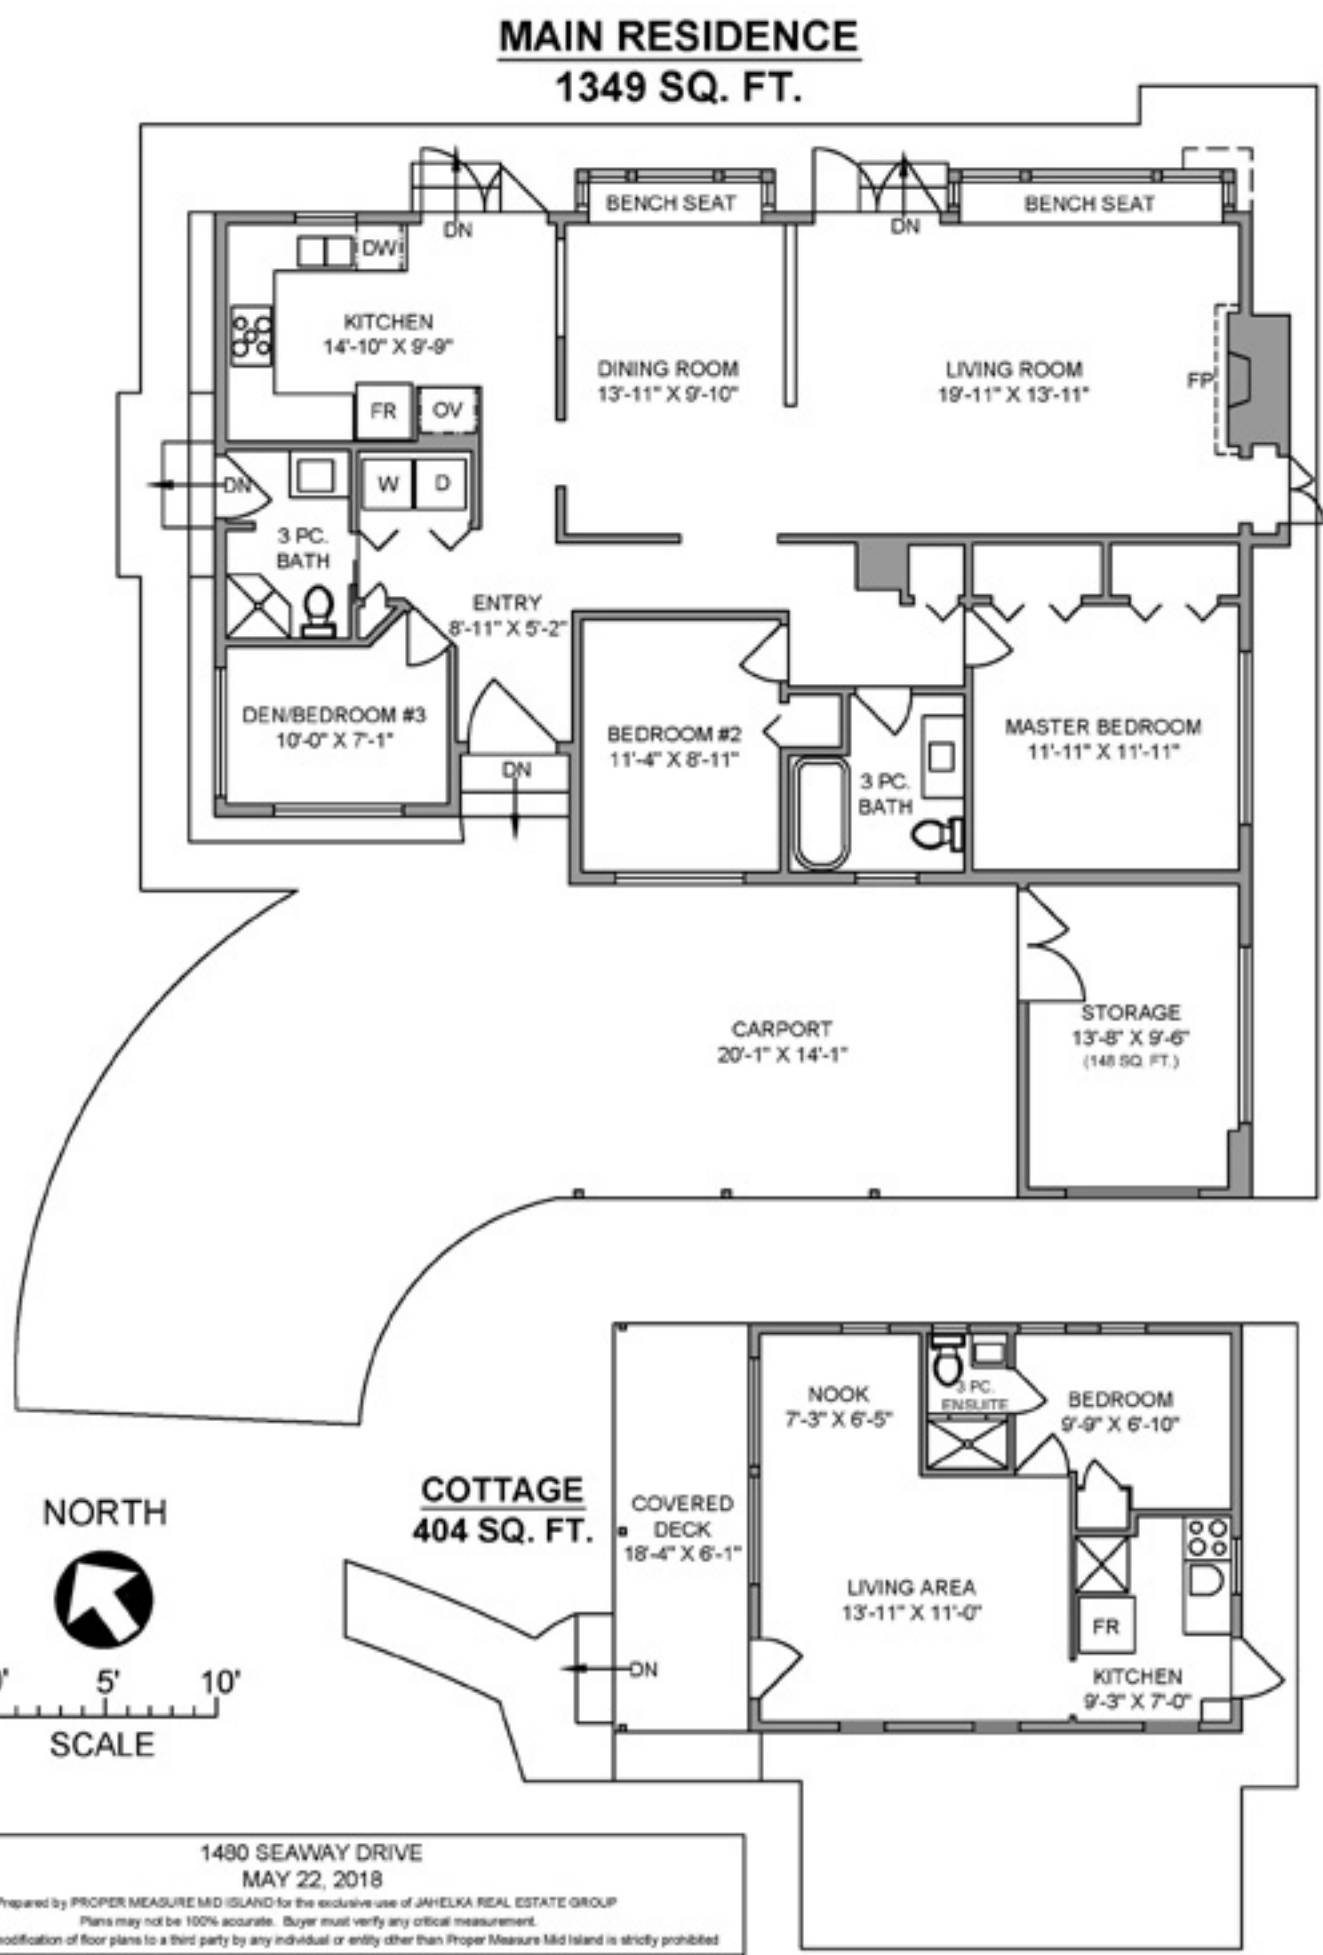 MAIN RESIDENCE
1349 SQ. FT.
BENCH SEAT
BENCH SEAT
DN
DN
DW
KITCHEN
14'-10" X 9'-9"
DINING ROOM
13'-11" X 9'-10"
LIVING ROOM
19'-11" X 13'-11"
FP
FR
OV
DN
W
D
3 PC.
BATH
ENTRY
8'-11" X 5'-2"
DEN/BEDROOM #3
10'-0" X 7'-1"
DN
BEDROOM #2
11'-4" X 8'-11"
MASTER BEDROOM
11'-11" X 11'-11"
3 PC.
BATH
CARPORT
20'-1" X 14'-1"
STORAGE
13'-8" X 9'-6"
(148 SQ. FT.)
NOOK
7'-3" X 6'-5"
3 PC.
ENSUITE
BEDROOM
9'-9" X 6'-10"
COTTAGE
404 SQ. FT.
COVERED
DECK
18'-4" X 6'-1"
LIVING AREA
13'-11" X 11'-0"
FR
DN
KITCHEN
9'-3" X 7'-0"
NORTH
5' 10'
SCALE
1480 SEAWAY DRIVE
MAY 22, 2018
Prepared by PROPER MEASURE MID ISLAND for the exclusive use of JAHELKA REAL ESTATE GROUP
Plans may not be 100% accurate. Buyer must verify any critical measurement.
of floor plans to a third party by any individual or entity other than Proper Measure Mid Island is strictly prohibited